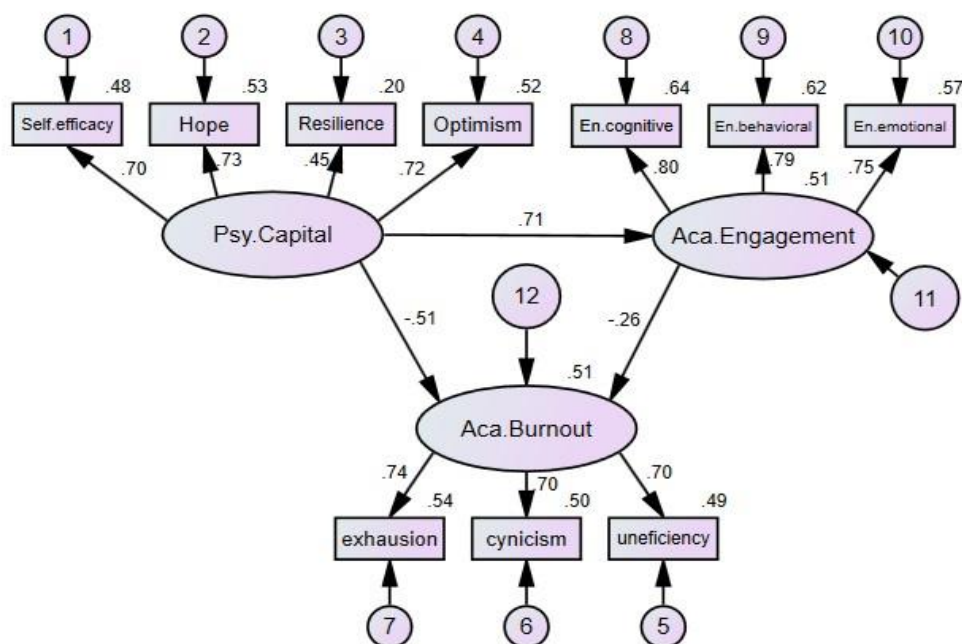 1 2 3 4 8 9 10
.48 .53 .20 .52 .64 .62 .57
Self.efficacy Hope Resilience Optimism En.cognitive En.behavioral En.emotional
.70 .73 .45 .72 .80 .79 .51 .75
Psy.Capital .71 Aca.Engagement
12 11
-.51 -.26
.51
Aca.Burnout
.74 .70 .70
.54 .50 .49
exhausion cynicism uneficiency
7 6 5